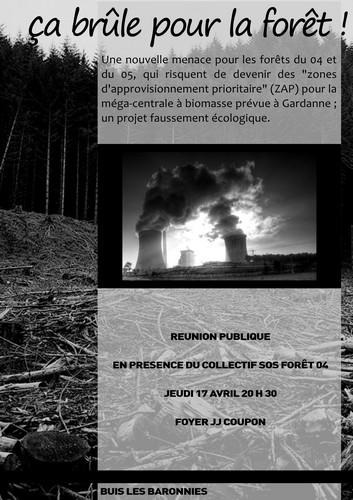 ça brûle pour la forêt !
Une nouvelle menace pour les forêts du 04 et
du 05, qui risquent de devenir des "zones
d'approvisionnement prioritaire" (ZAP) pour la
méga-centrale à biomasse prévue à Gardanne ;
un projet faussement écologique.
REUNION PUBLIQUE
EN PRESENCE DU COLLECTIF SOS FORÊT 04
JEUDI 17 AVRIL 20 H 30
FOYER JJ COUPON
BUIS LES BARONNIES